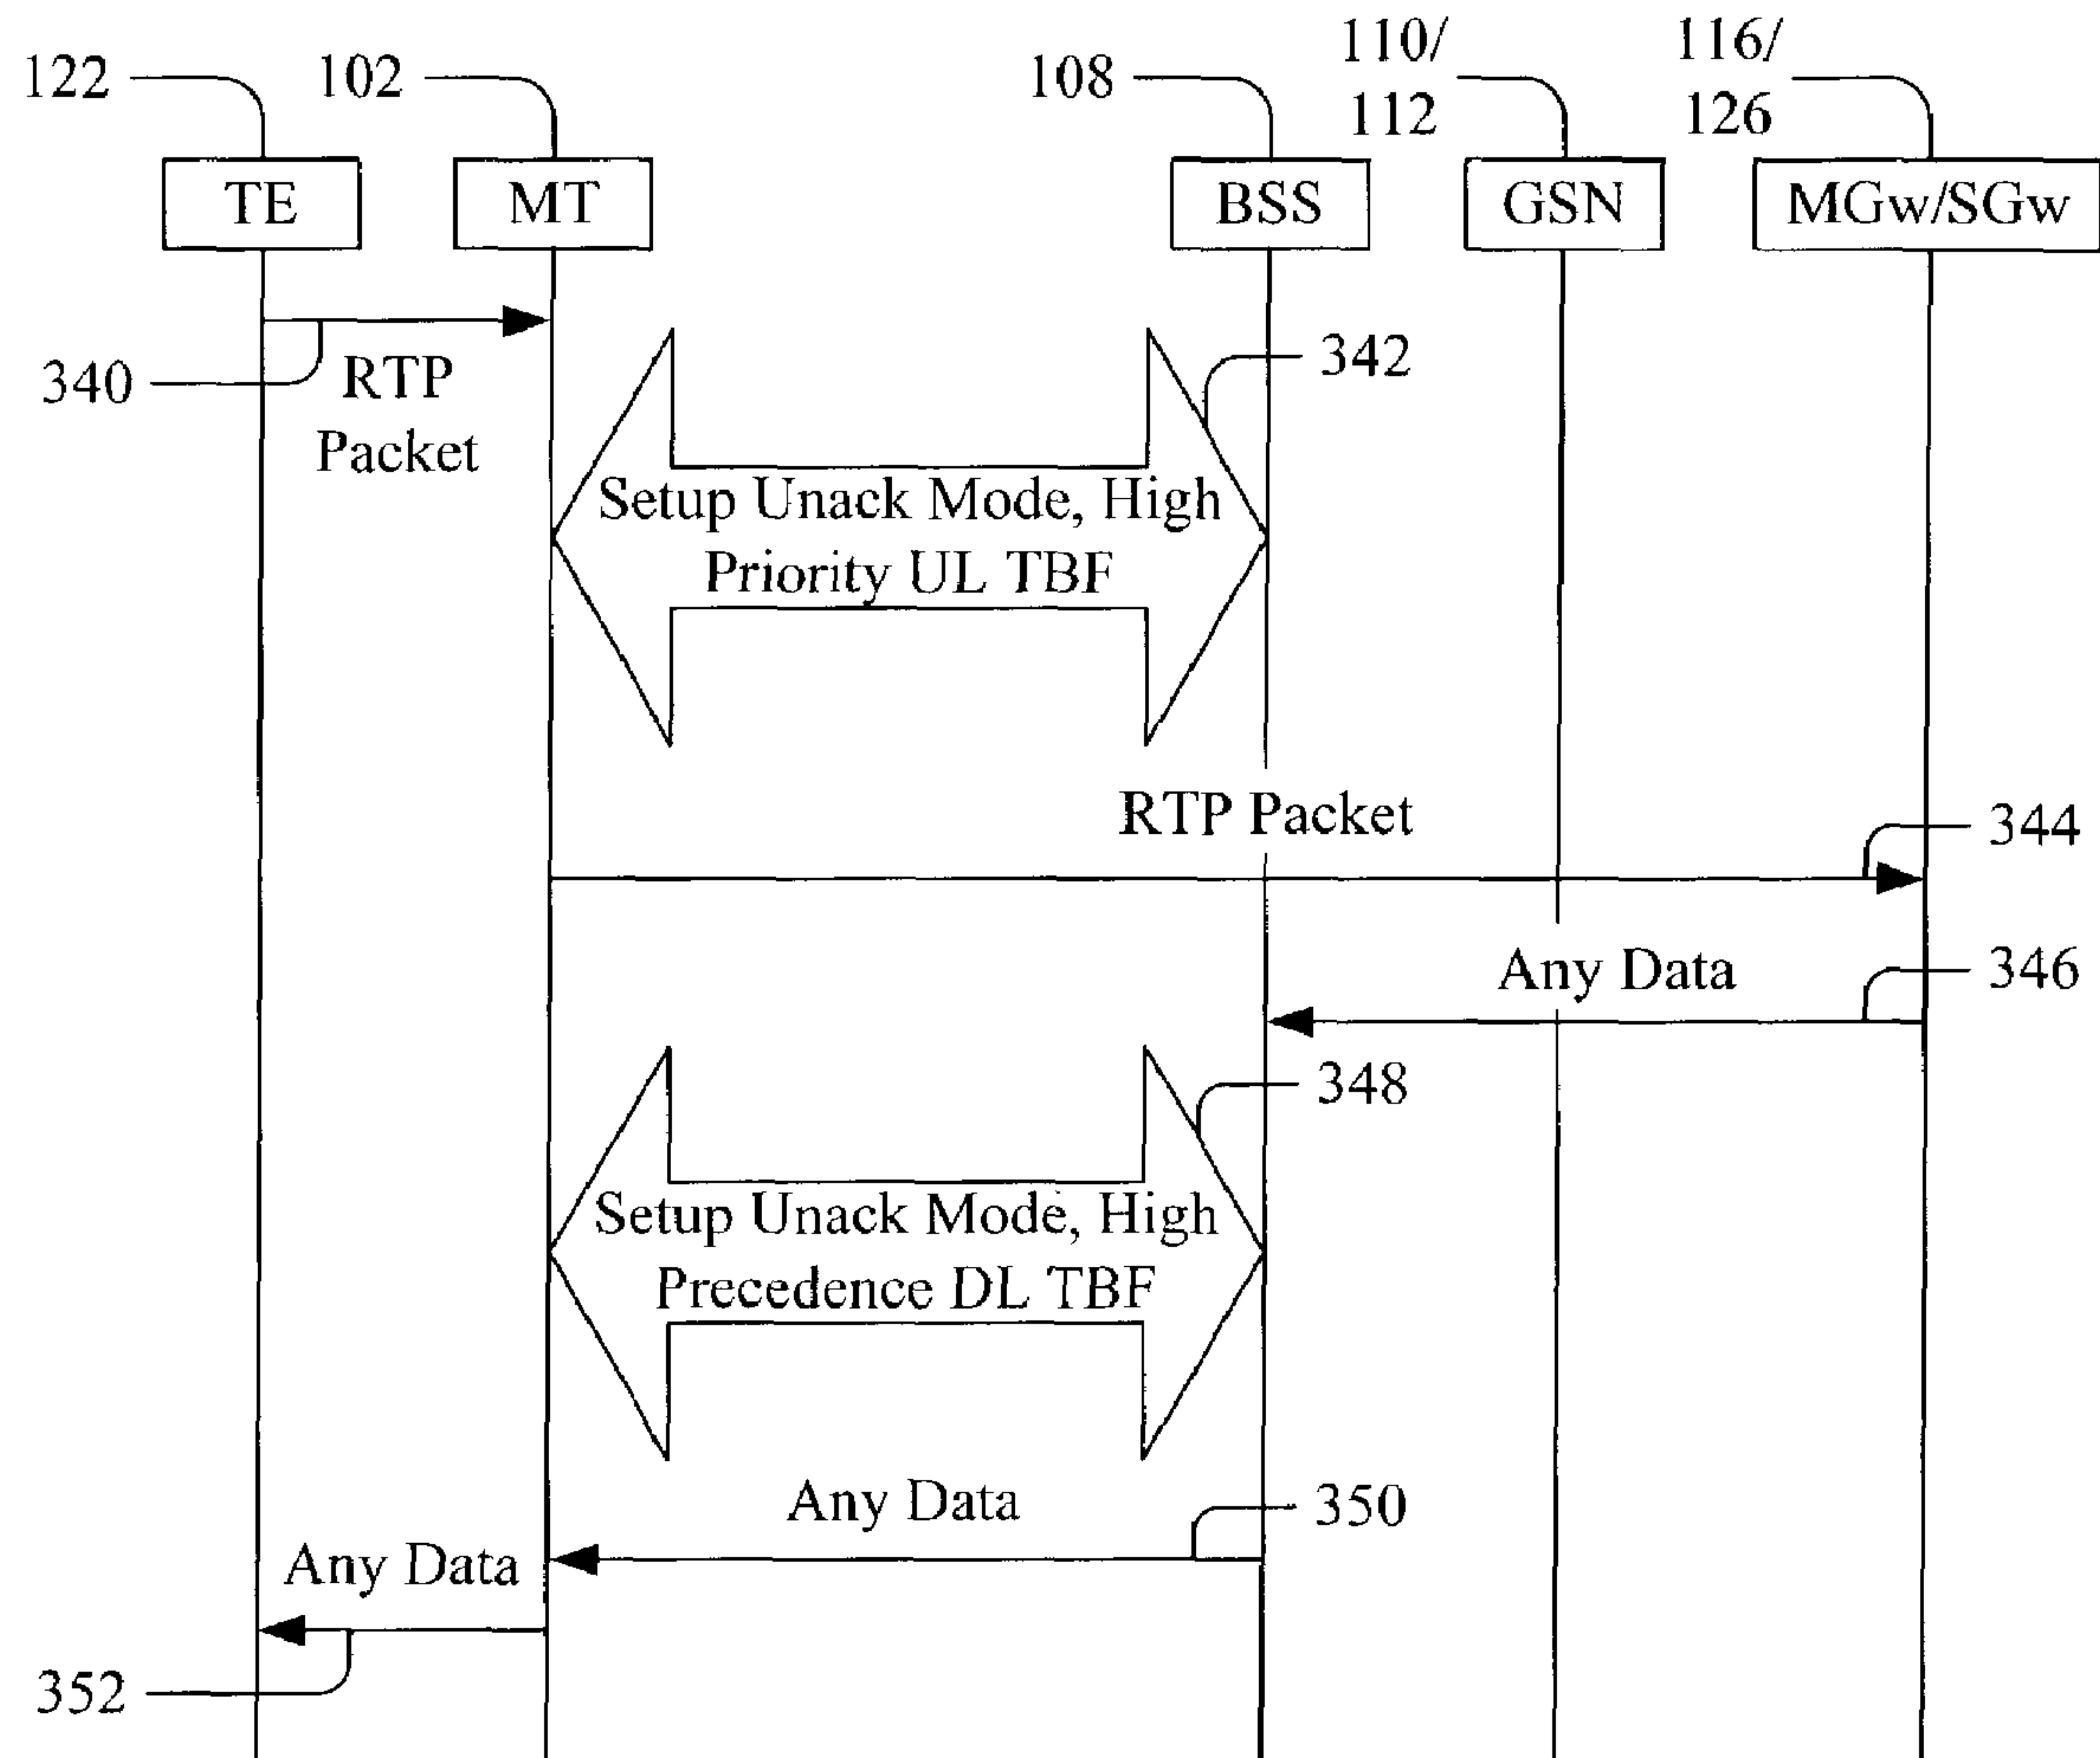 122
102
108
110/
112
116/
126
TE
MT
BSS
GSN
MGw/SGw
340
RTP
Packet
342
Setup Unack Mode, High
Priority UL TBF
RTP Packet
344
Any Data
346
348
Setup Unack Mode, High
Precedence DL TBF
Any Data
350
Any Data
352